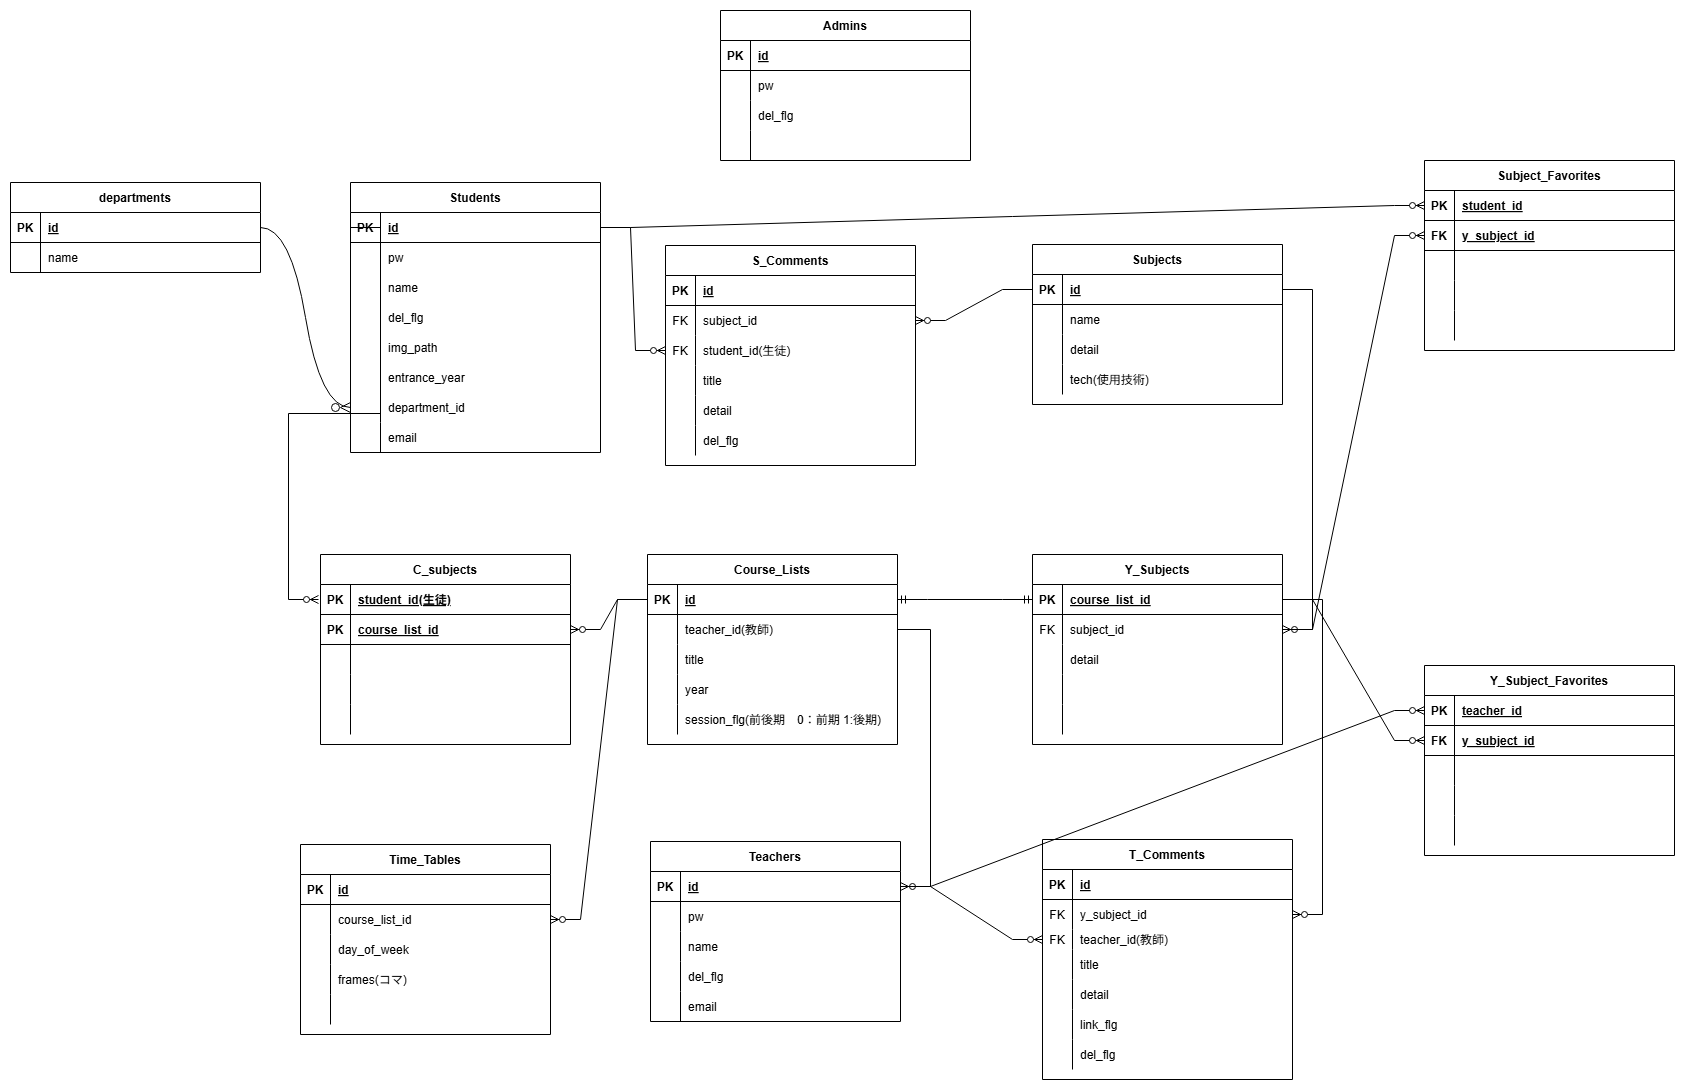 Admins
PK id
pw
del_flg
departments
PK id
name
Students
PK id
pw
name
del_flg
img_path
entrance_year
department_id
email
S_Comments
PK id
FK subject_id
FK student_id(生徒)
title
detail
del_flg
Subjects
PK id
name
detail
tech(使用技術)
Subject_Favorites
PK student_id
FK y_subject_id
C_subjects
PK student_id(生徒)
PK course_list_id
Course_Lists
PK id
teacher_id(教師)
title
year
session_flg(前後期　0：前期 1:後期)
Y_Subjects
PK course_list_id
FK subject_id
detail
Y_Subject_Favorites
PK teacher_id
FK y_subject_id
Time_Tables
PK id
course_list_id
day_of_week
frames(コマ)
Teachers
PK id
pw
name
del_flg
email
T_Comments
PK id
FK y_subject_id
FK teacher_id(教師)
title
detail
link_flg
del_flg